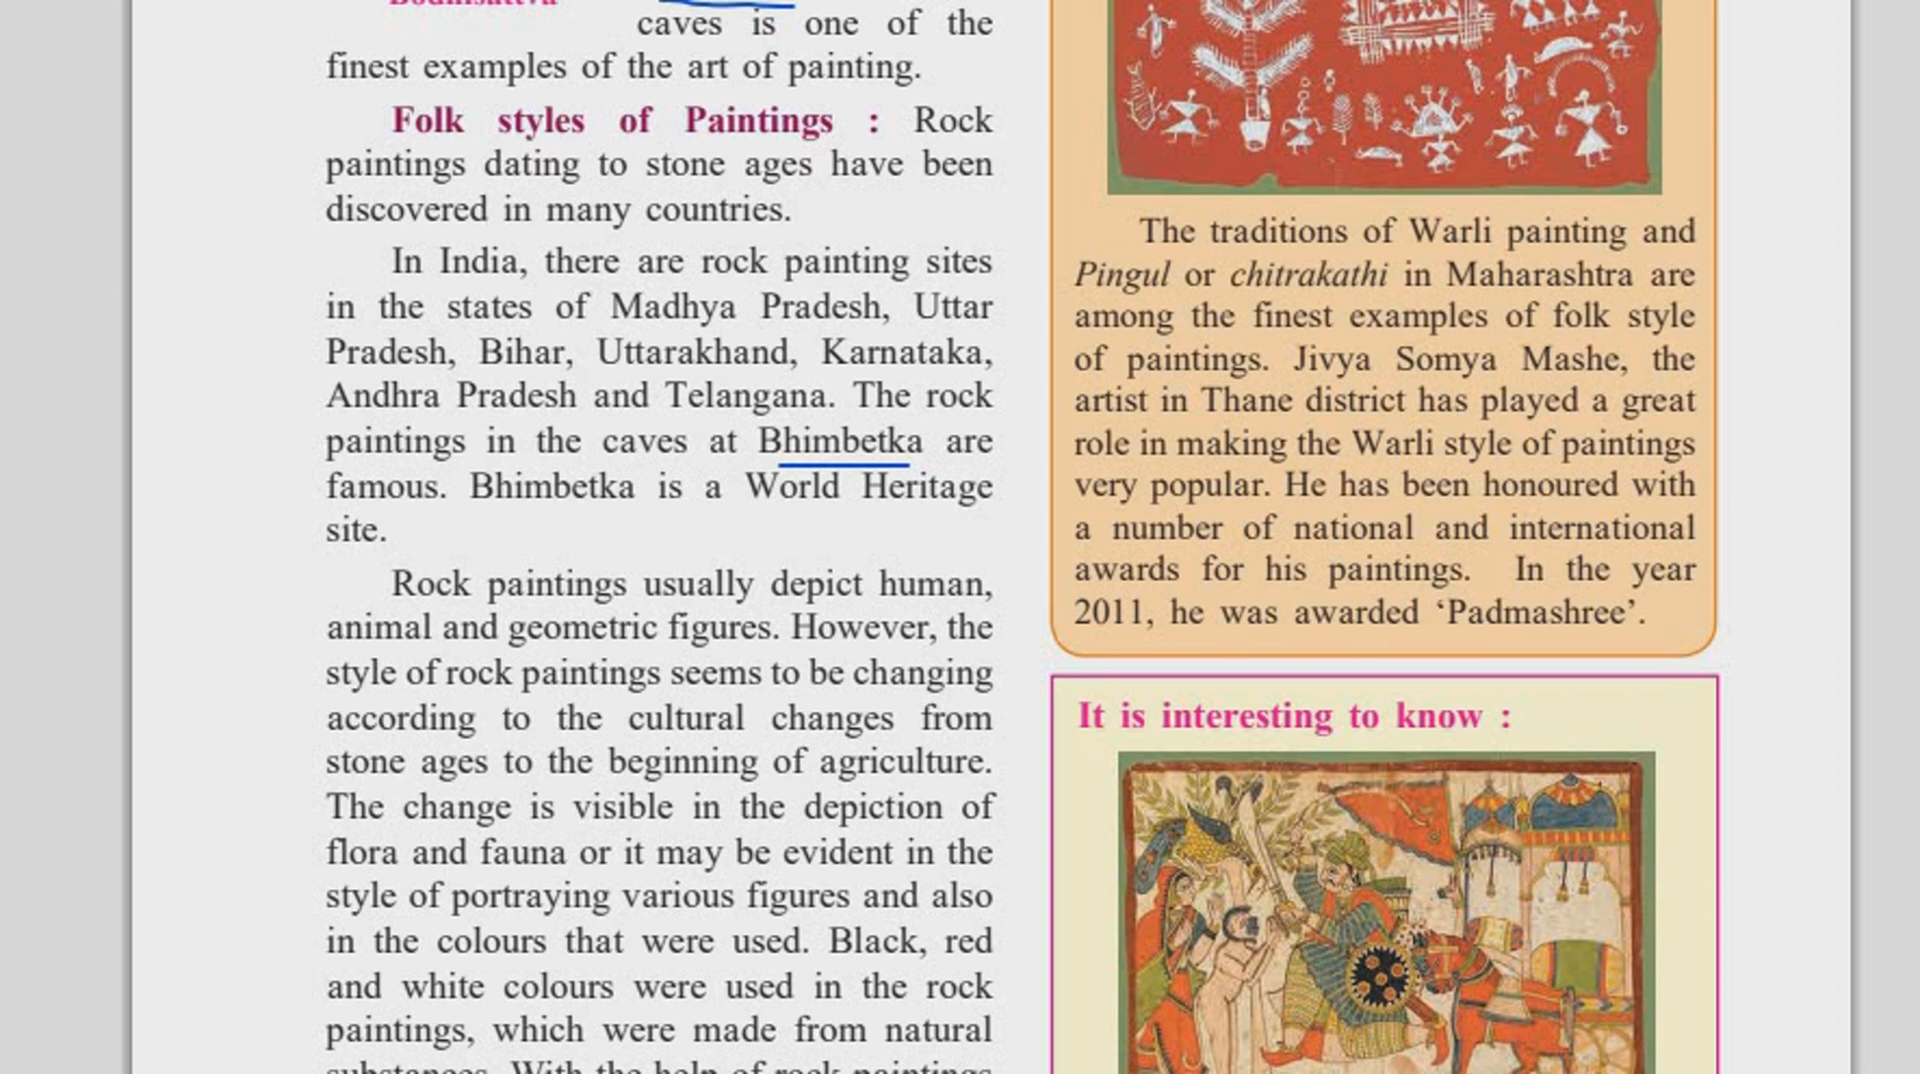 Bodhisattva
caves is one of the
finest examples of the art of painting.
Folk styles of Paintings : Rock
paintings dating to stone ages have been
discovered in many countries.
In India, there are rock painting sites
in the states of Madhya Pradesh, Uttar
Pradesh, Bihar, Uttarakhand, Karnataka,
Andhra Pradesh and Telangana. The rock
paintings in the caves at Bhimbetka are
famous. Bhimbetka is a World Heritage
site.
Rock paintings usually depict human,
animal and geometric figures. However, the
style of rock paintings seems to be changing
according to the cultural changes from
stone ages to the beginning of agriculture.
The change is visible in the depiction of
flora and fauna or it may be evident in the
style of portraying various figures and also
in the colours that were used. Black, red
and white colours were used in the rock
paintings, which were made from natural
substances. With the help of rock paintings
The traditions of Warli painting and
Pingul or chitrakathi in Maharashtra are
among the finest examples of folk style
of paintings. Jivya Somya Mashe, the
artist in Thane district has played a great
role in making the Warli style of paintings
very popular. He has been honoured with
a number of national and international
awards for his paintings. In the year
2011, he was awarded ‘Padmashree’.
It is interesting to know :